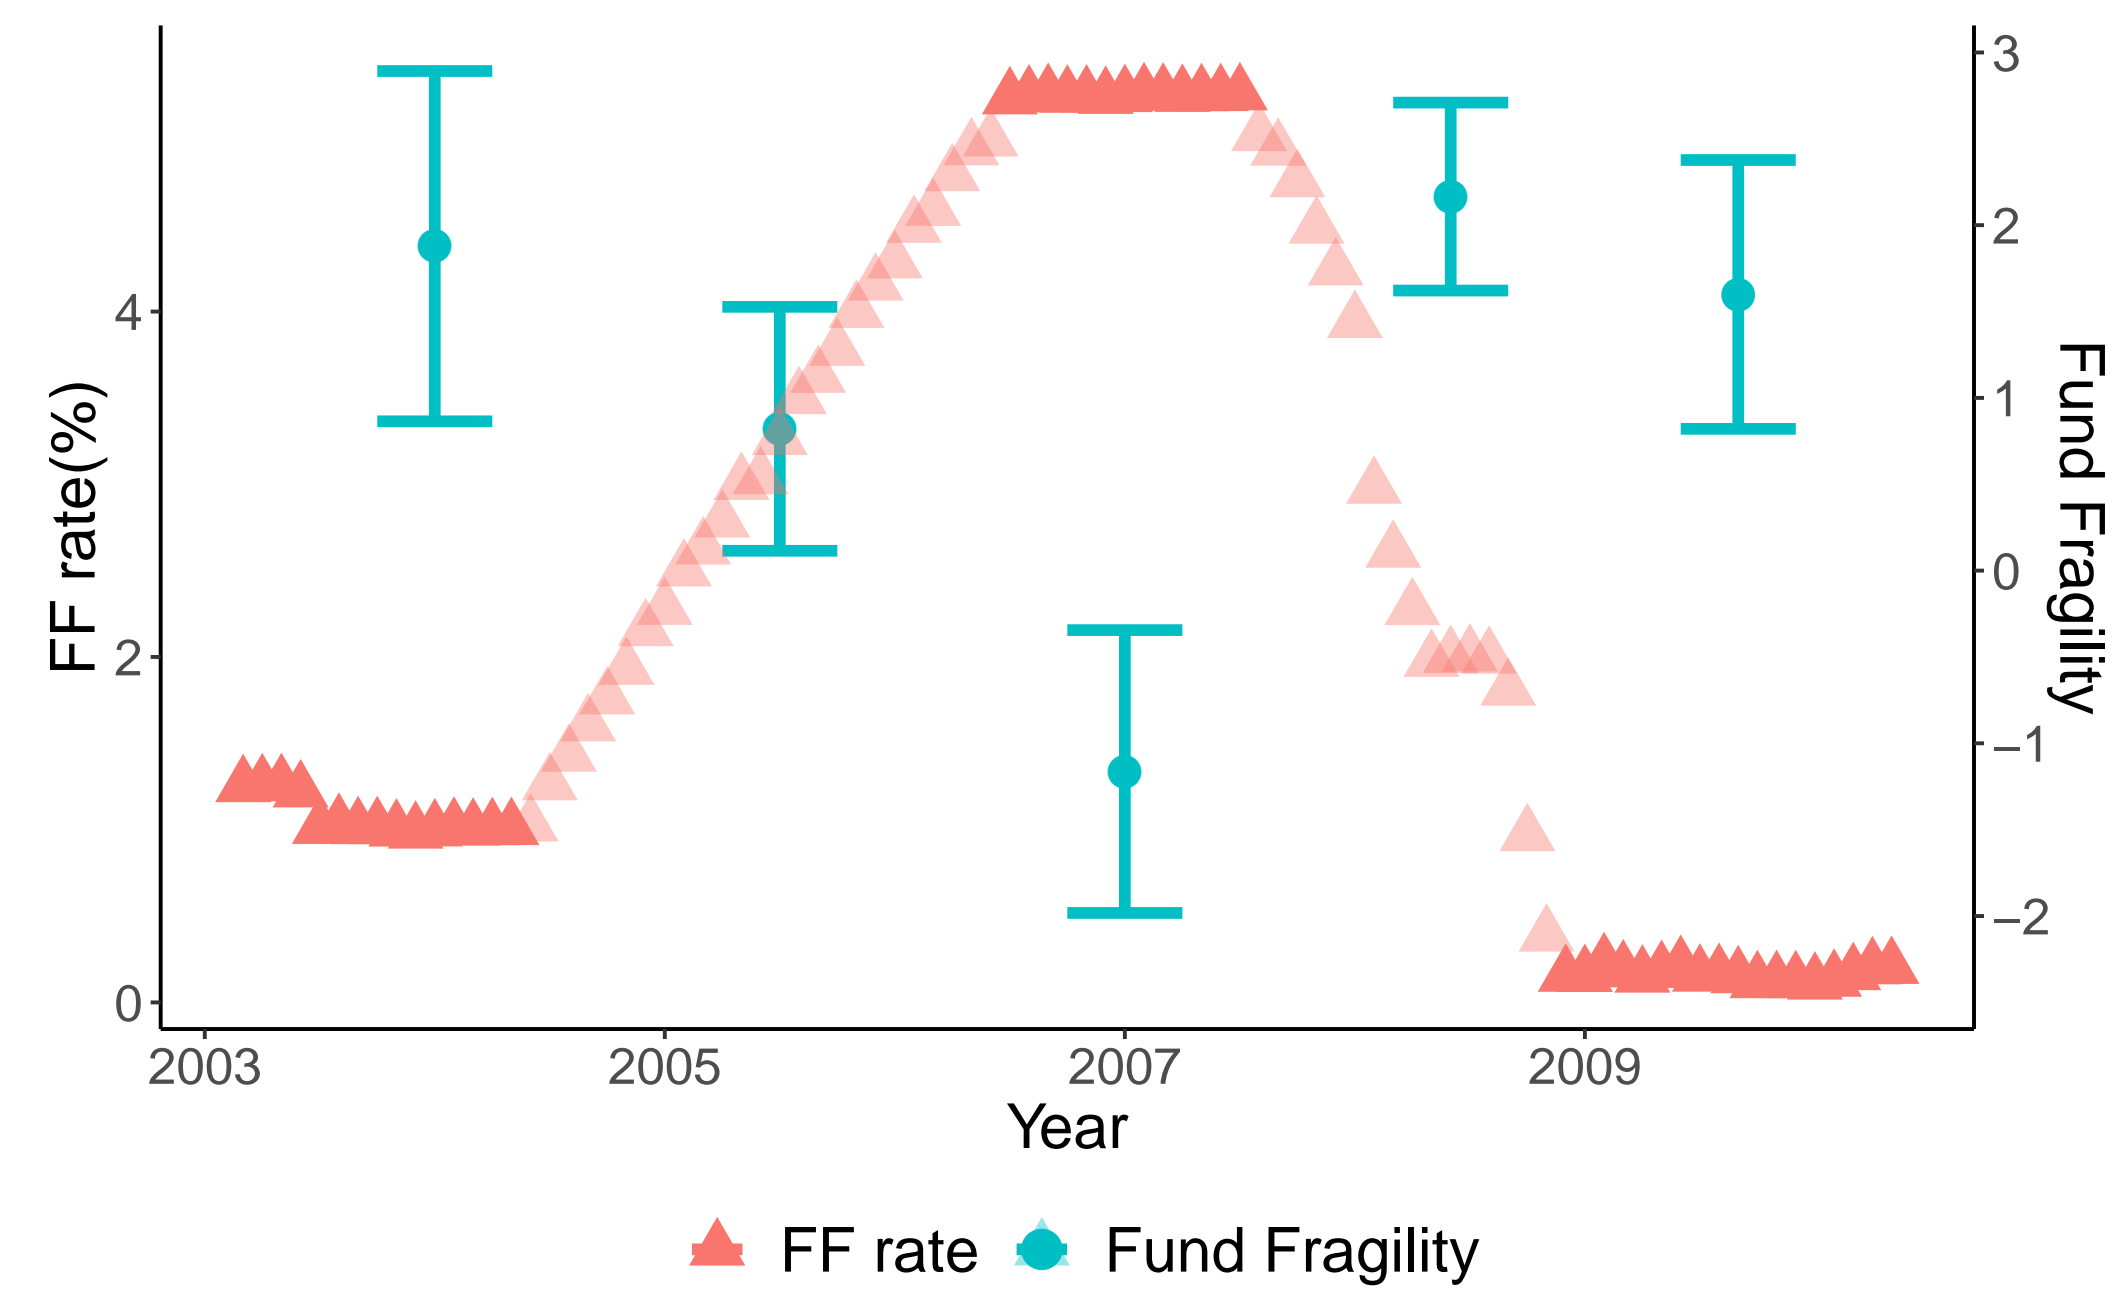 FF rate(%)
4
2
0
3
2
1
0
−1
−2
Fund Fragility
2003 2005 2007 2009
Year
FF rate Fund Fragility